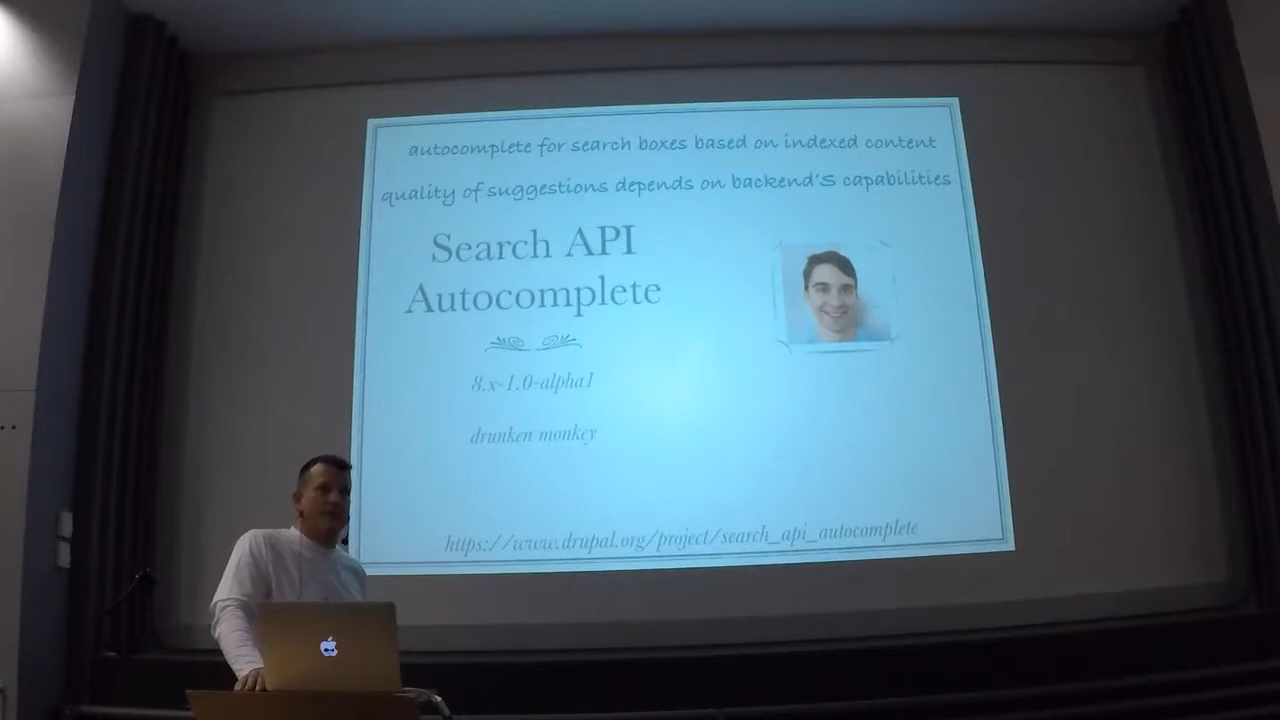 autocomplete for search boxes based on indexed content
quality of suggestions depends on backend'S capabilities
Search API
Autocomplete
8.x-1.0-alpha1
drunken monkey
https://www.drupal.org/project/search_api_autocomplete